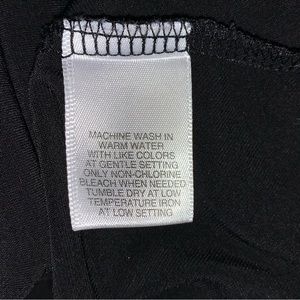 MACHINE WASH IN
WARM WATER
WITH LIKE COLORS
AT GENTLE SETTING
ONLY NON-CHLORINE
BLEACH WHEN NEEDED
TUMBLE DRY AT LOW
TEMPERATURE IRON
AT LOW SETTING